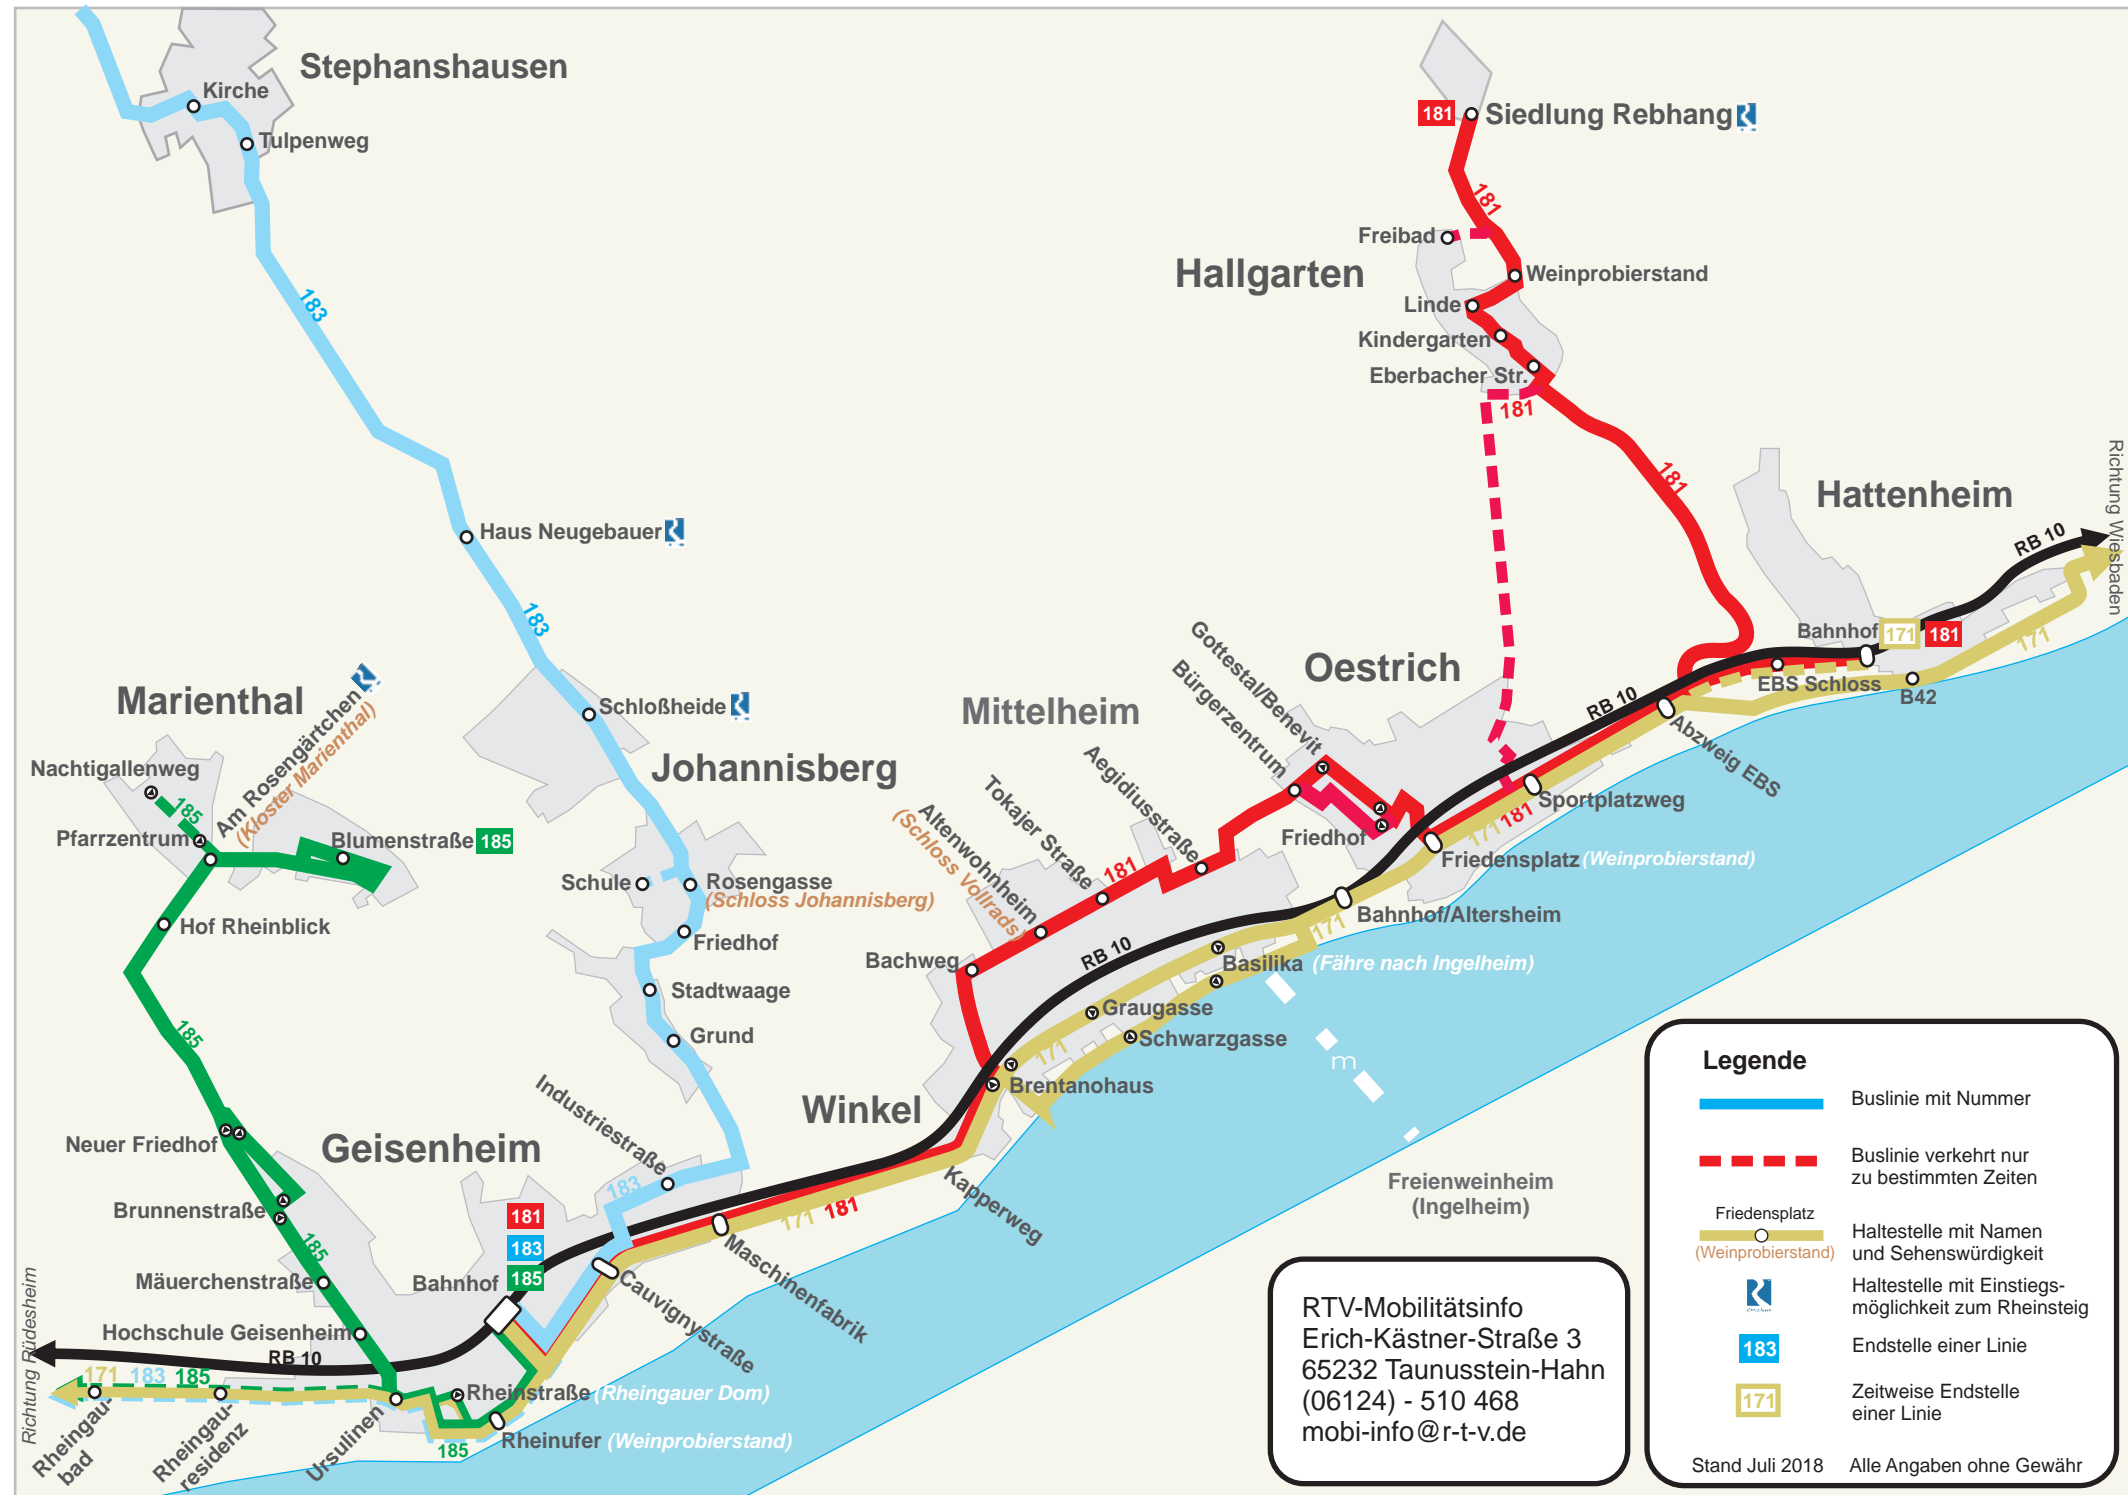 Stephanshausen
Kirche
Tulpenweg
183
Haus Neugebauer
183
Schloßheide
Johannisberg
Schule
Rosengasse
(Schloss Johannisberg)
Friedhof
Stadtwaage
Grund
Industriestraße
183
Marienthal
Nachtigallenweg
185
Am Rosengärtchen
(Kloster Marienthal)
Pfarrzentrum
Blumenstraße 185
Hof Rheinblick
185
Neuer Friedhof
Brunnenstraße
185
Mäuerchenstraße
Hochschule Geisenheim
RB 10
Geisenheim
181
183
185
Bahnhof
Richtung Rüdesheim
171 183 185
Rheingau-
bad
Rheingau-
residenz
Ursulinen
185
Rheinstraße (Rheingauer Dom)
Rheinufer (Weinprobierstand)
Cauvignystraße
Maschinenfabrik
171 181
Kapperweg
Winkel
Brentanohaus
171
Graugasse
Schwarzgasse
Basilika (Fähre nach Ingelheim)
171
RB 10
Bachweg
Altenwohnheim
(Schloss Vollrads)
Tokajer Straße
181
Aegidiusstraße
Mittelheim
Bürgerzentrum
Gottestal/Benevit
Oestrich
Friedhof
Bahnhof/Altersheim
Friedensplatz (Weinprobierstand)
171 181
Sportplatzweg
RB 10
Abzweig EBS
181 Siedlung Rebhang
181
Freibad
Hallgarten
Weinprobierstand
Linde
Kindergarten
Eberbacher Str.
181
181
Hattenheim
RB 10
Richtung Wiesbaden
Bahnhof 171 181
171
EBS Schloss
B42
m
Freienweinheim
(Ingelheim)
RTV-Mobilitätsinfo
Erich-Kästner-Straße 3
65232 Taunusstein-Hahn
(06124) - 510 468
mobi-info@r-t-v.de
Legende
Buslinie mit Nummer
Buslinie verkehrt nur
zu bestimmten Zeiten
Friedensplatz
(Weinprobierstand)
Haltestelle mit Namen
und Sehenswürdigkeit
Haltestelle mit Einstiegs-
möglichkeit zum Rheinsteig
183 Endstelle einer Linie
171
Zeitweise Endstelle
einer Linie
Stand Juli 2018 Alle Angaben ohne Gewähr